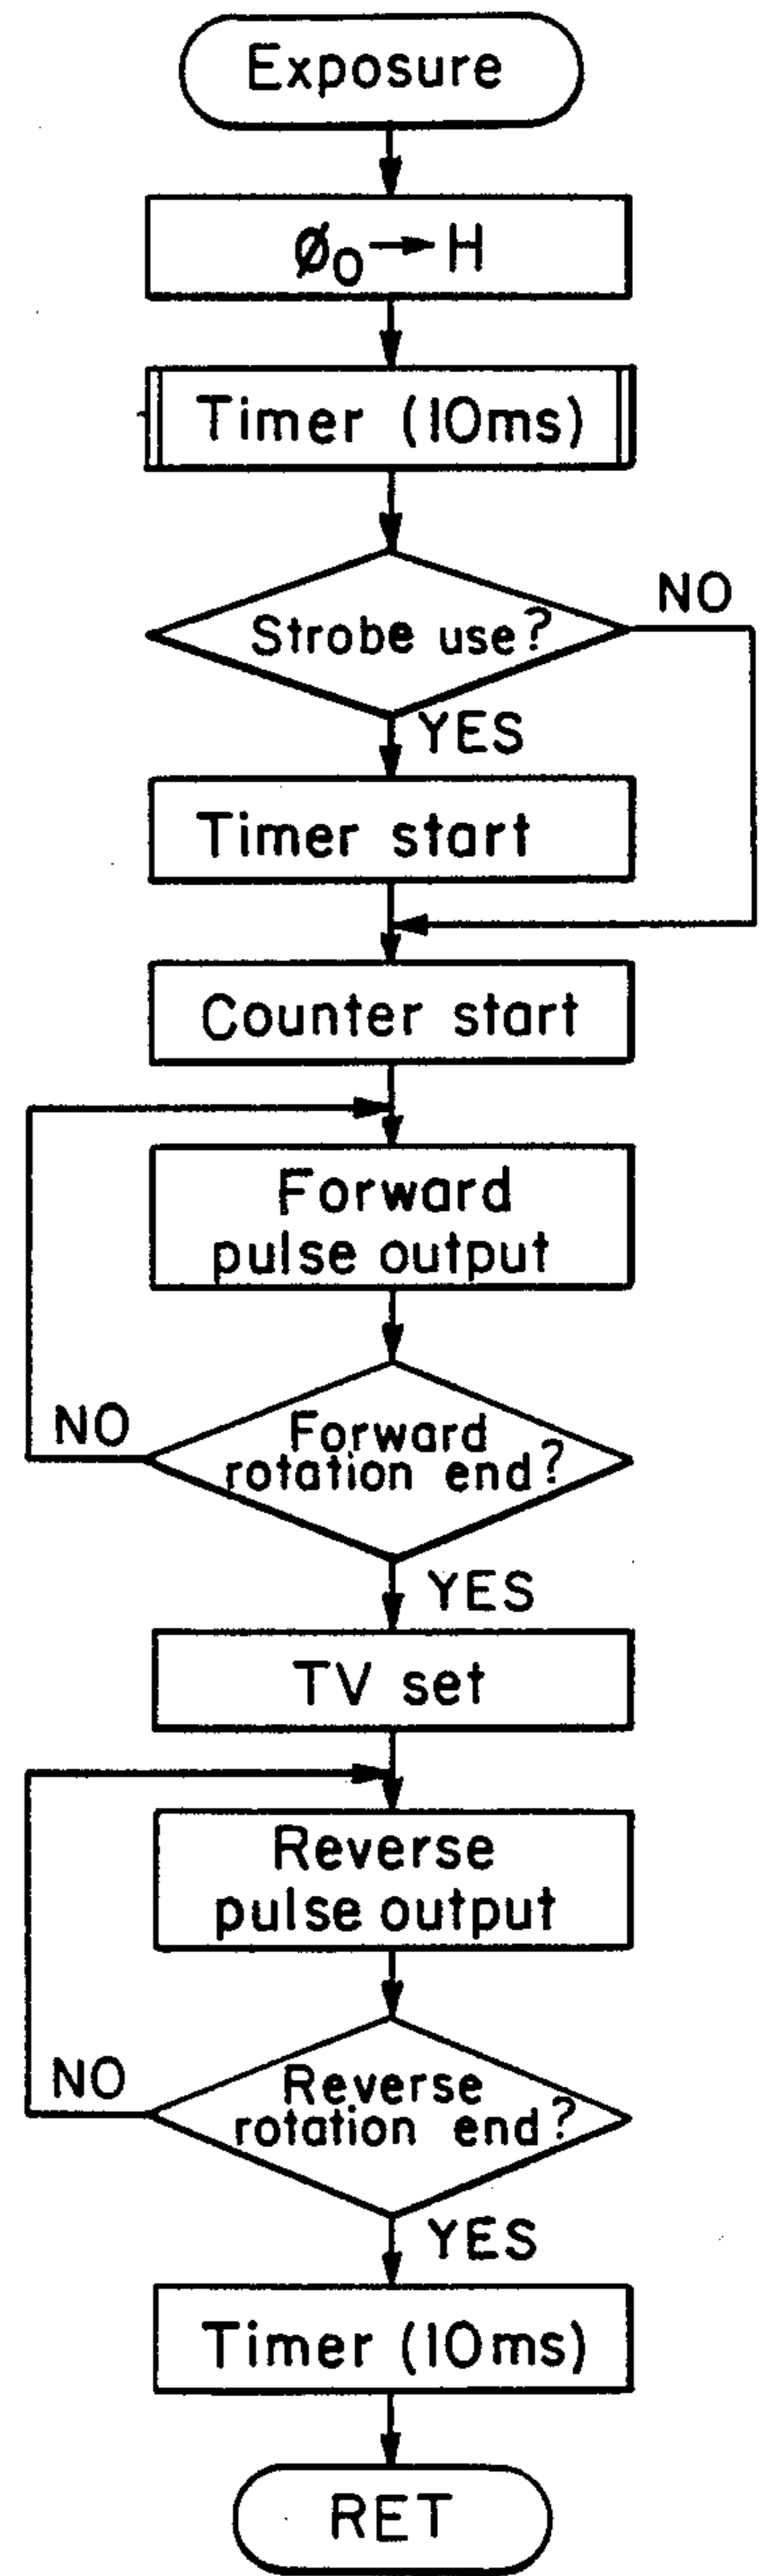 Exposure
ø₀→H
Timer (10ms)
Strobe use?
NO
YES
Timer start
Counter start
Forward
pulse output
Forward
rotation end?
NO
YES
TV set
Reverse
pulse output
Reverse
rotation end?
NO
YES
Timer (10ms)
RET